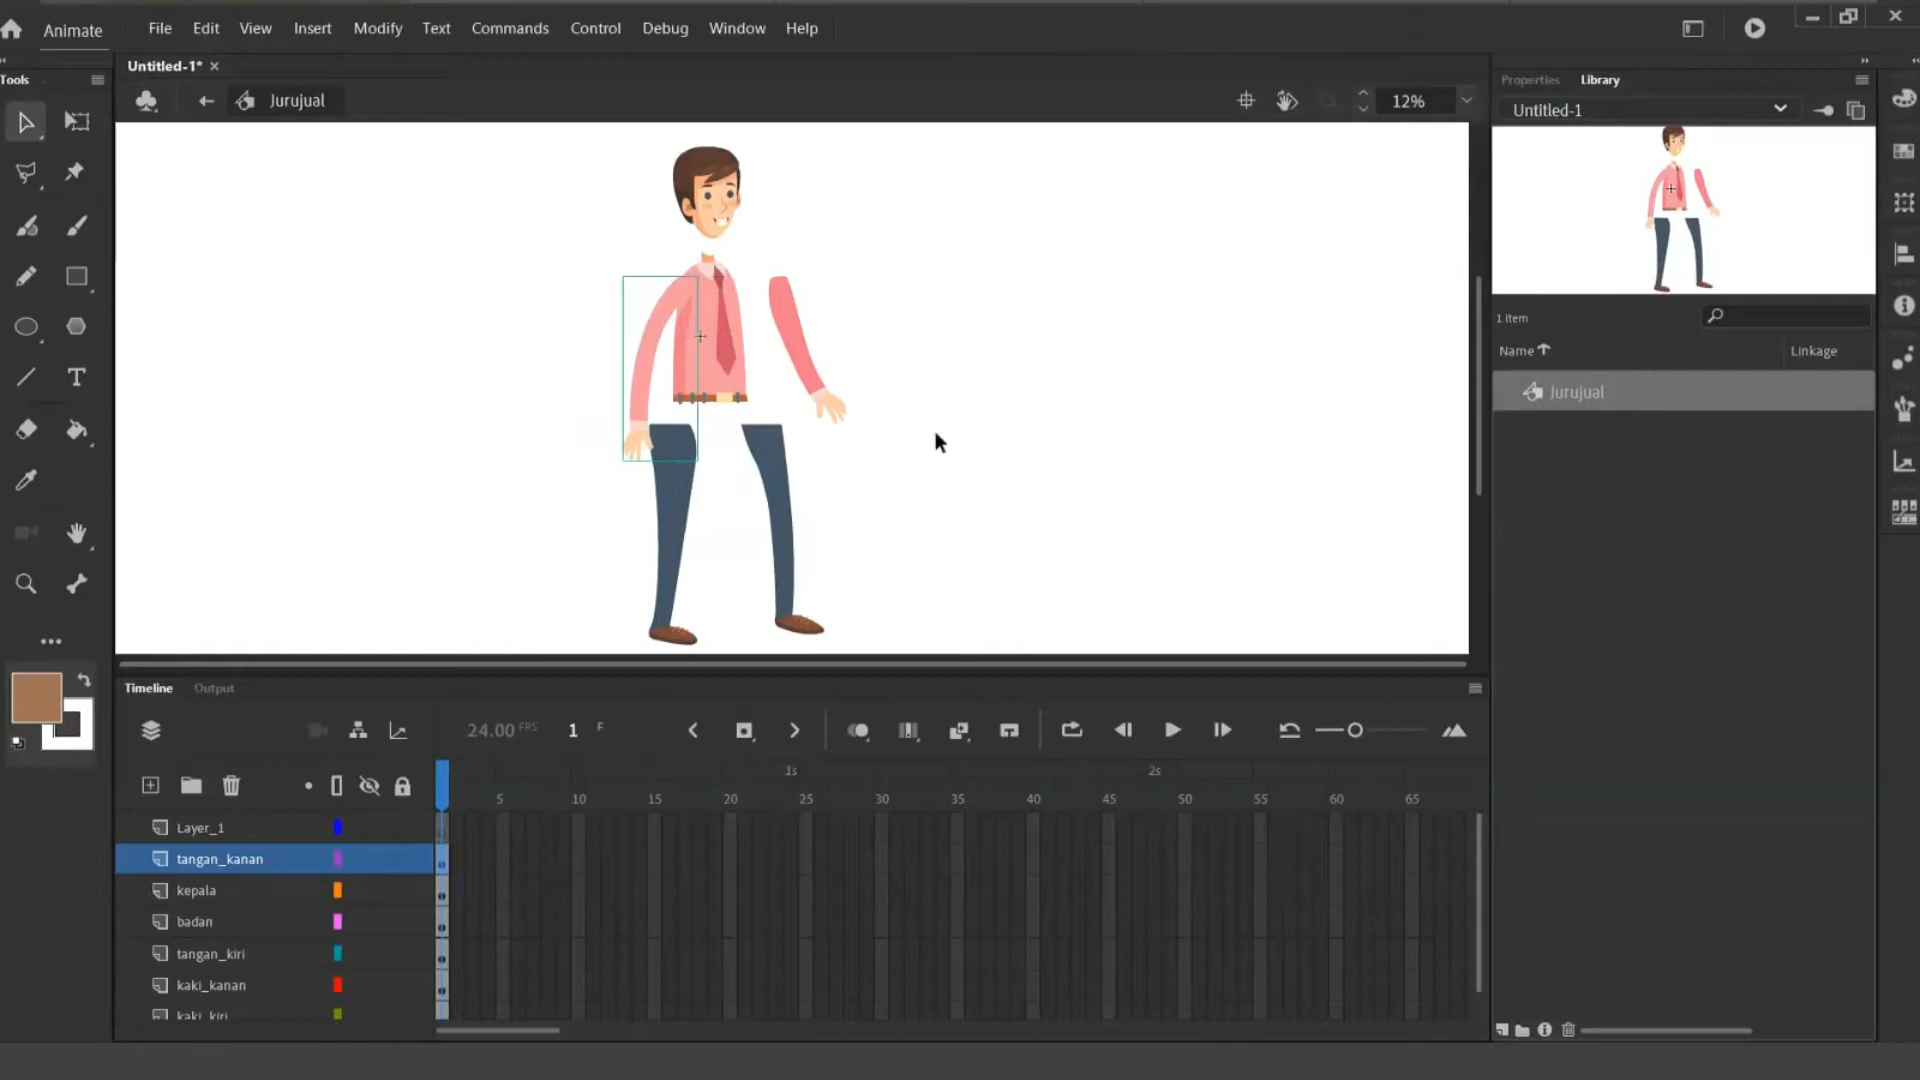 Animate
File Edit View Insert Modify Text Commands Control Debug Window Help
Untitled-1*
Tools
Jurujual
12%
Properties Library
Untitled-1
1 Item
Name Linkage
Jurujual
Timeline Output
24.00 FPS 1 F
1s 2s
5 10 15 20 25 30 35 40 45 50 55 60 65
Layer_1
tangan_kanan
kepala
badan
tangan_kiri
kaki_kanan
kaki_kiri